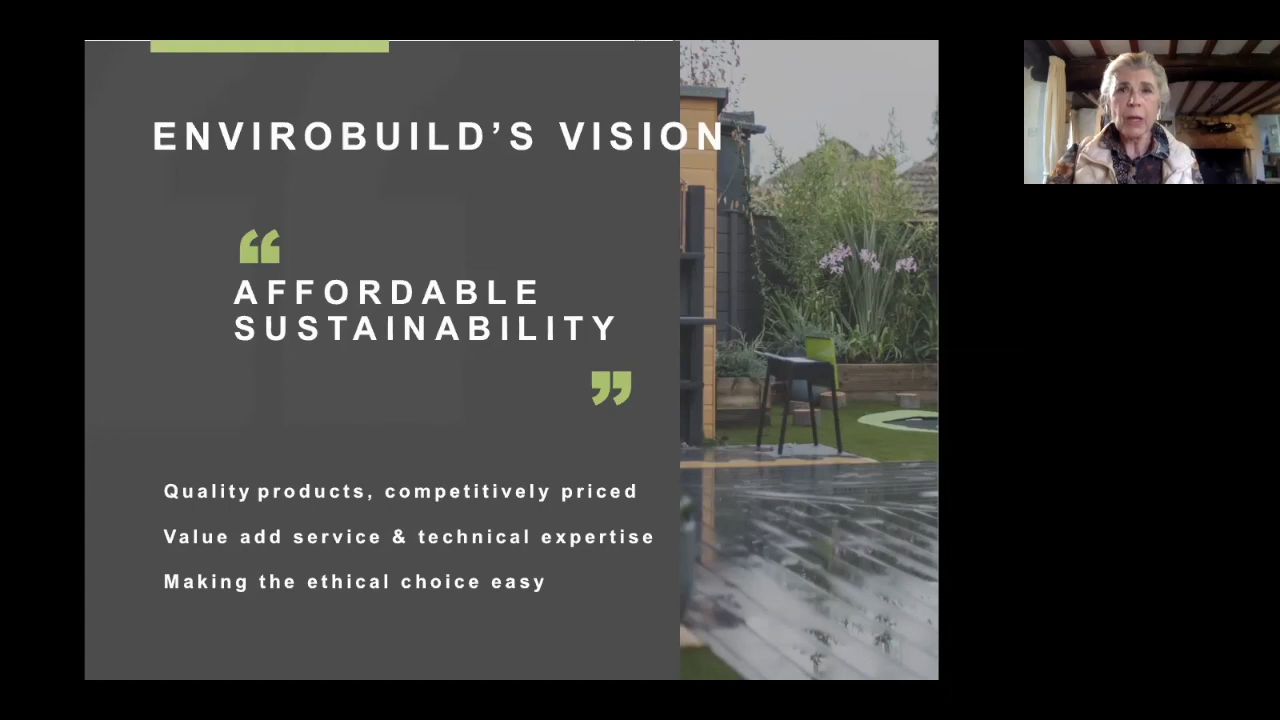 ENVIROBUILD’S VISION
“
AFFORDABLE
SUSTAINABILITY
”
Quality products, competitively priced
Value add service & technical expertise
Making the ethical choice easy